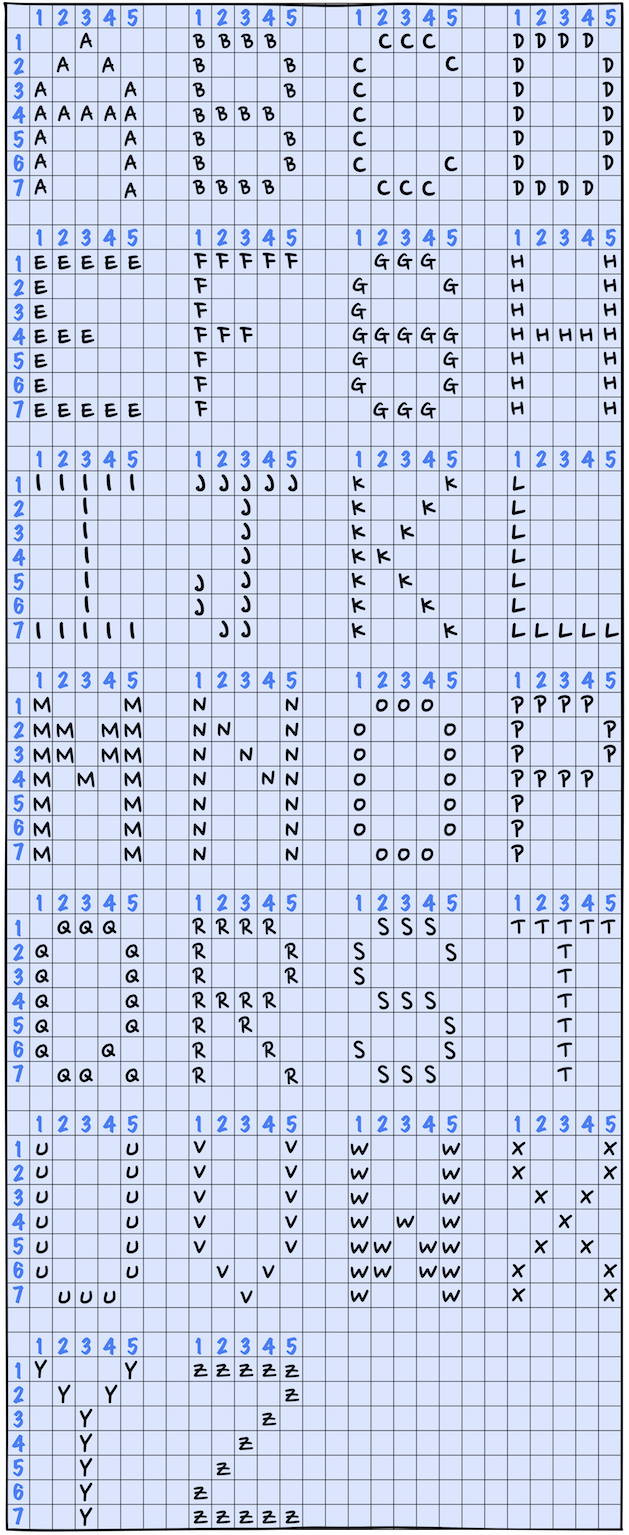 1 2 3 4 5 1 2 3 4 5 1 2 3 4 5 1 2 3 4 5
1 A B B B B C C C D D D D
2 A A B B C C D D
3 A A B B C D D
4 A A A A A B B B B C D D
5 A A B B C D D
6 A A B B C C D D
7 A A B B B B C C C D D D D
1 2 3 4 5 1 2 3 4 5 1 2 3 4 5 1 2 3 4 5
1 E E E E E F F F F F G G G H H
2 E F G G H H
3 E F G H H
4 E E E F F F G G G G G H H H H H
5 E F G G H H
6 E F G G H H
7 E E E E E F G G G H H
1 2 3 4 5 1 2 3 4 5 1 2 3 4 5 1 2 3 4 5
1 I I I I I J J J J J K K L
2 I J K K L
3 I J K K L
4 I J K K L
5 I J J K K L
6 I J J K K L
7 I I I I I J J K K L L L L L
1 2 3 4 5 1 2 3 4 5 1 2 3 4 5 1 2 3 4 5
1 M M N N O O O P P P P
2 M M M M N N N O O P P
3 M M M M N N N O O P P
4 M M M N N N O O P P P P
5 M M N N O O P
6 M M N N O O P
7 M M N N O O O P
1 2 3 4 5 1 2 3 4 5 1 2 3 4 5 1 2 3 4 5
1 Q Q Q R R R R S S S T T T T T
2 Q Q R R S S T
3 Q Q R R S T
4 Q Q R R R R S S S T
5 Q Q R R S T
6 Q Q R R S S T
7 Q Q Q R R S S S T
1 2 3 4 5 1 2 3 4 5 1 2 3 4 5 1 2 3 4 5
1 U U V V W W X X
2 U U V V W W X X
3 U U V V W W X X
4 U U V V W W W X
5 U U V V W W W W X X
6 U U V V W W W W X X
7 U U U V W W X X
1 2 3 4 5 1 2 3 4 5
1 Y Y Z Z Z Z Z
2 Y Y Z
3 Y Z
4 Y Z
5 Y Z
6 Y Z
7 Y Z Z Z Z Z